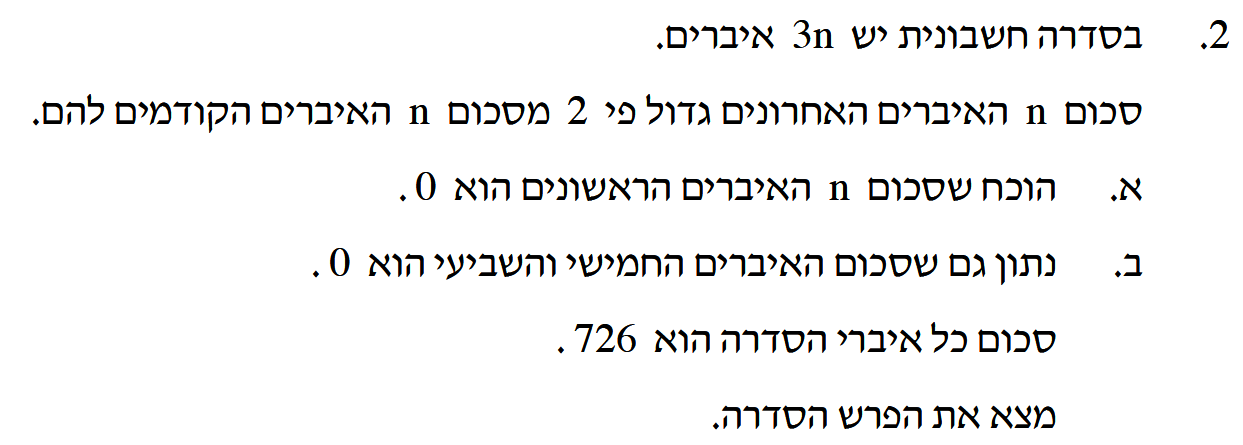 2. בסדרה חשבונית יש 3n איברים.
סכום n האיברים האחרונים גדול פי 2 מסכום n האיברים הקודמים להם.
א. הוכח שסכום n האיברים הראשונים הוא 0.
ב. נתון גם שסכום האיברים החמישי והשביעי הוא 0.
סכום כל איברי הסדרה הוא 726.
מצא את הפרש הסדרה.